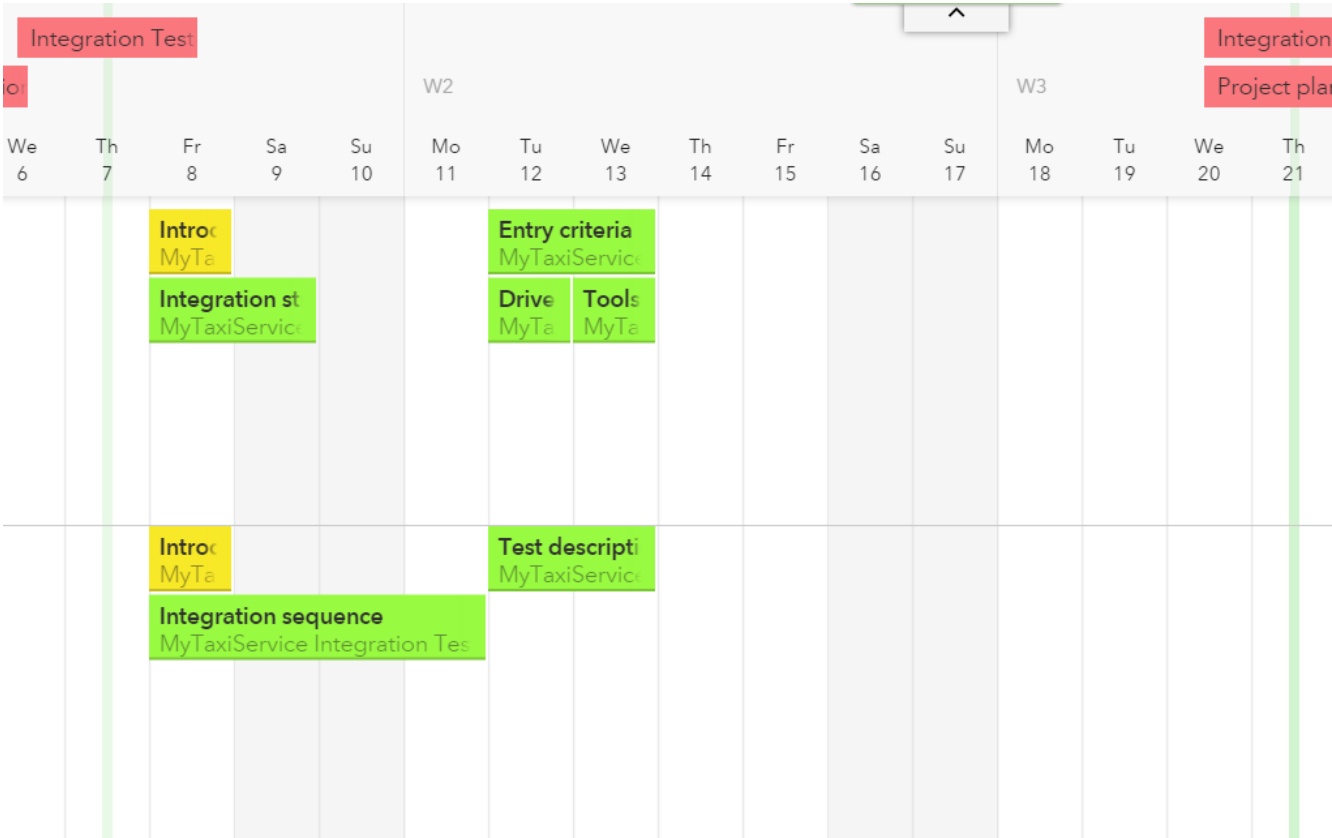 Integration Test
Integration
W2
W3
Project plan
We Th Fr Sa Su Mo Tu We Th Fr Sa Su Mo Tu We Th
6 7 8 9 10 11 12 13 14 15 16 17 18 19 20 21
Entry criteria
MyTaxiService
Integration st
MyTaxiService
Drive
Tools
MyTa
MyTa
Test descripti
MyTaxiService
Integration sequence
MyTaxiService Integration Tes